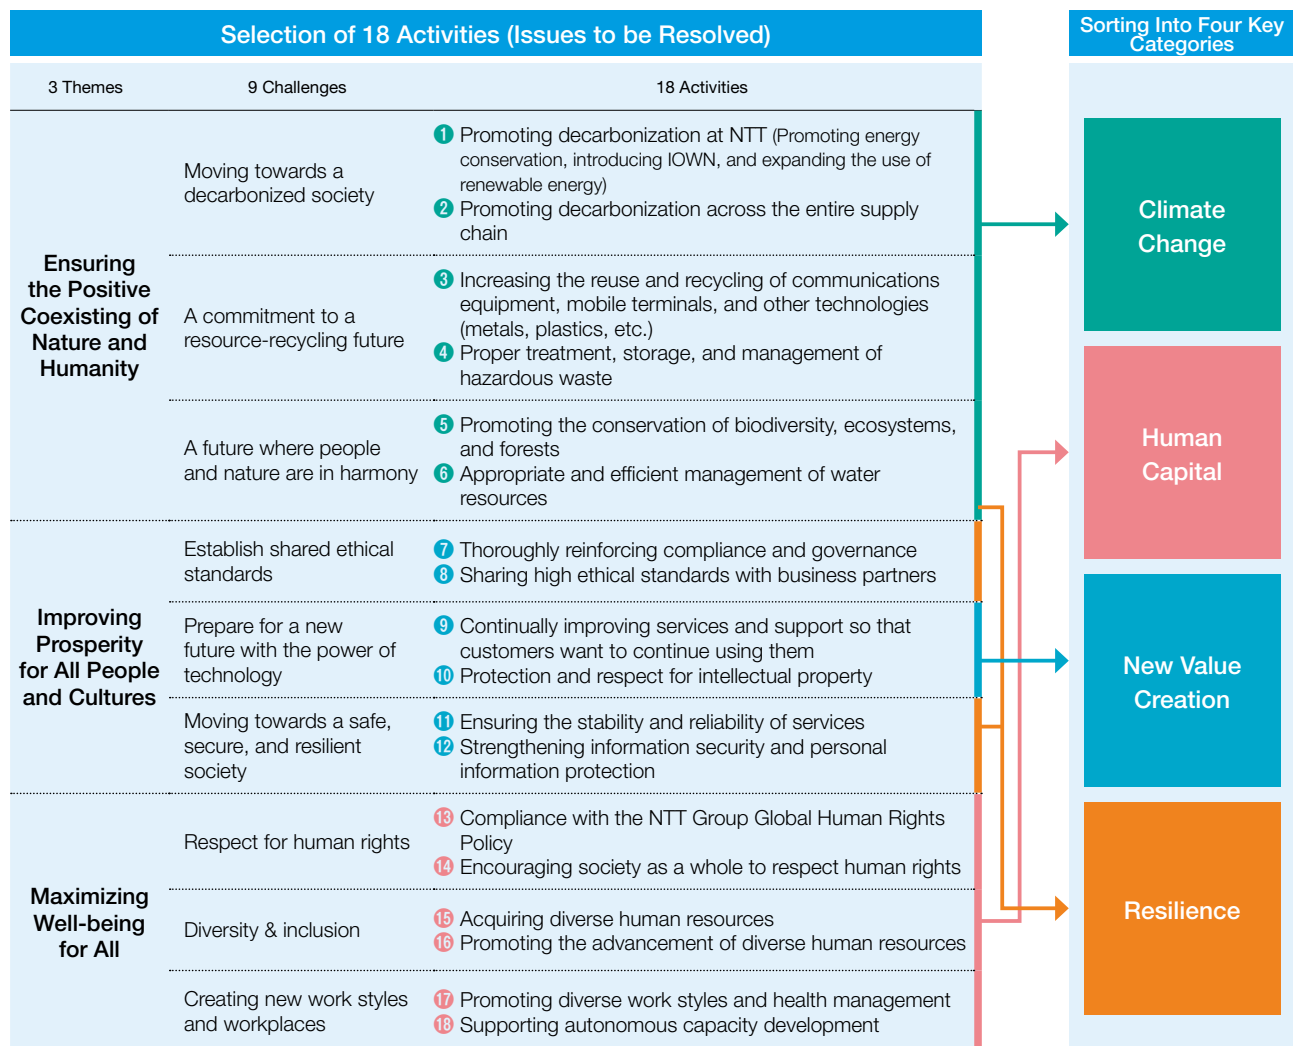 Selection of 18 Activities (Issues to be Resolved)
Sorting Into Four Key
Categories
3 Themes
9 Challenges
18 Activities
Ensuring
the Positive
Coexisting of
Nature and
Humanity
Moving towards a
decarbonized society
1 Promoting decarbonization at NTT (Promoting energy
conservation, introducing IOWN, and expanding the use of
renewable energy)
2 Promoting decarbonization across the entire supply
chain
A commitment to a
resource-recycling future
3 Increasing the reuse and recycling of communications
equipment, mobile terminals, and other technologies
(metals, plastics, etc.)
4 Proper treatment, storage, and management of
hazardous waste
A future where people
and nature are in harmony
5 Promoting the conservation of biodiversity, ecosystems,
and forests
6 Appropriate and efficient management of water
resources
Improving
Prosperity
for All People
and Cultures
Establish shared ethical
standards
7 Thoroughly reinforcing compliance and governance
8 Sharing high ethical standards with business partners
Prepare for a new
future with the power of
technology
9 Continually improving services and support so that
customers want to continue using them
10 Protection and respect for intellectual property
Moving towards a safe,
secure, and resilient
society
11 Ensuring the stability and reliability of services
12 Strengthening information security and personal
information protection
Maximizing
Well-being
for All
Respect for human rights
13 Compliance with the NTT Group Global Human Rights
Policy
14 Encouraging society as a whole to respect human rights
Diversity & inclusion
15 Acquiring diverse human resources
16 Promoting the advancement of diverse human resources
Creating new work styles
and workplaces
17 Promoting diverse work styles and health management
18 Supporting autonomous capacity development
Climate
Change
Human
Capital
New Value
Creation
Resilience